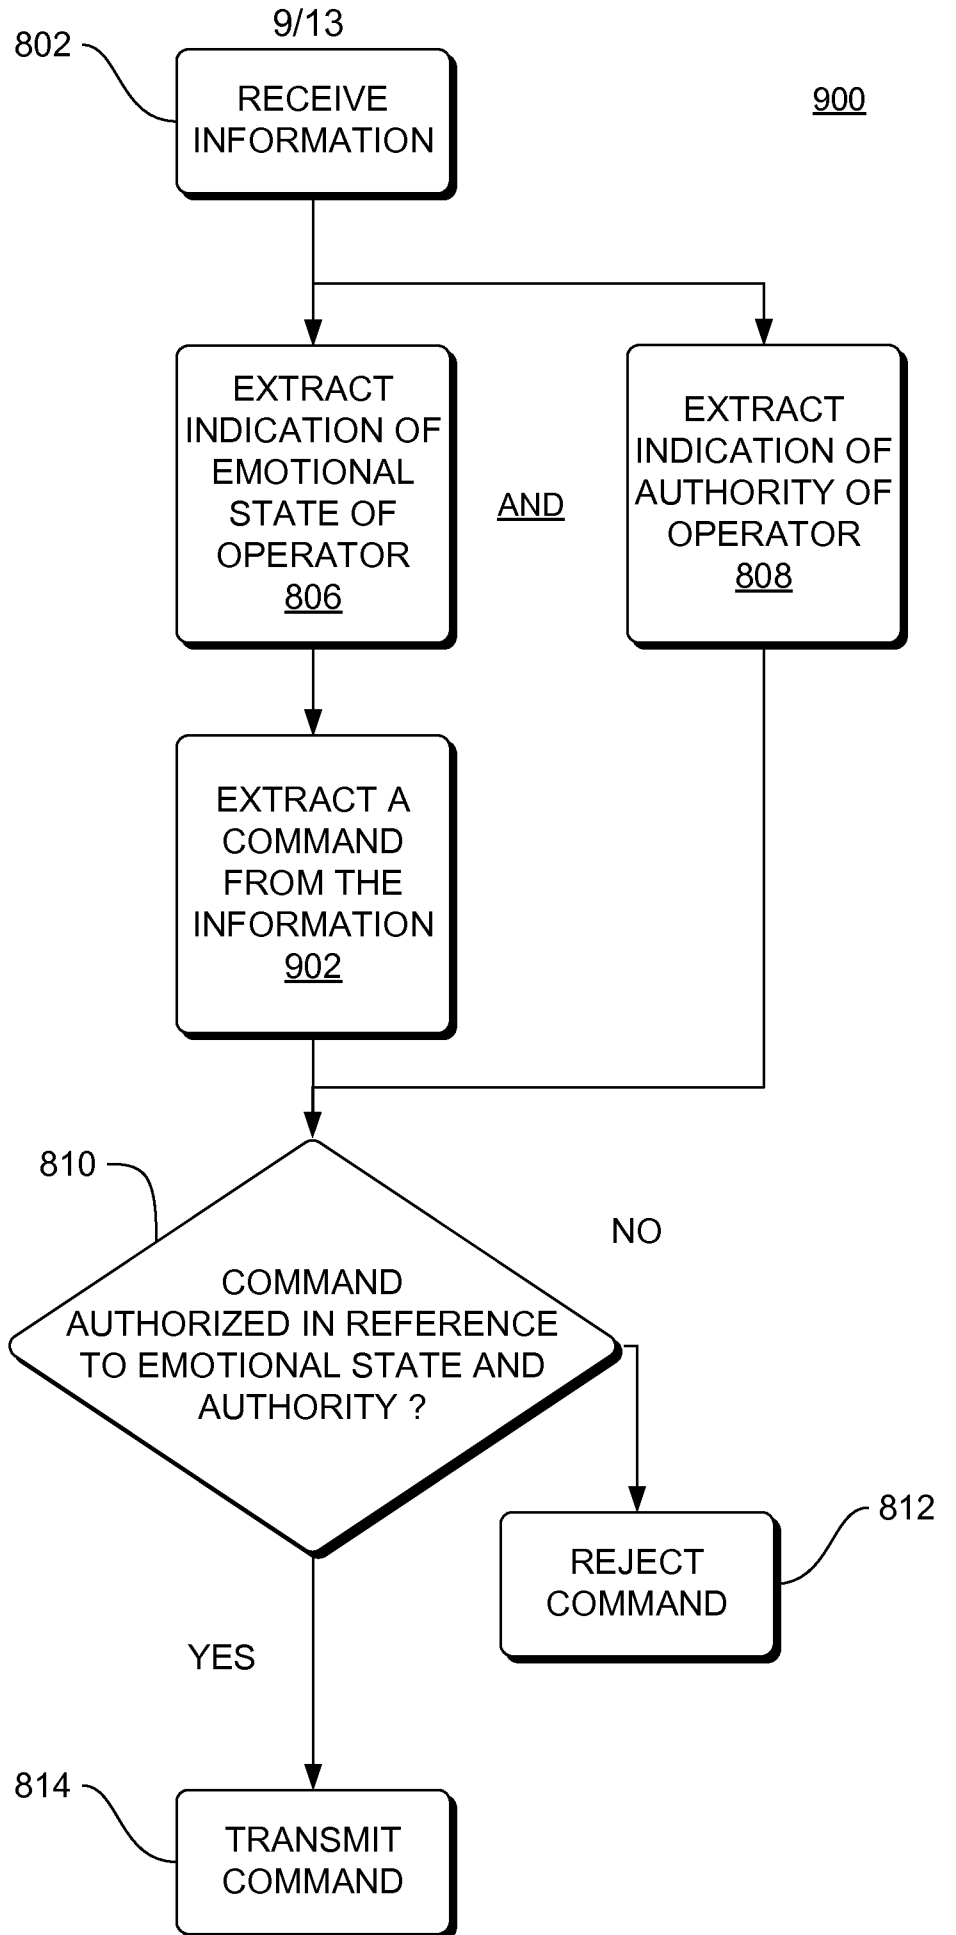 9/13
802
RECEIVE
INFORMATION
900
EXTRACT
INDICATION OF
EMOTIONAL
STATE OF
OPERATOR
806
AND
EXTRACT
INDICATION OF
AUTHORITY OF
OPERATOR
808
EXTRACT A
COMMAND
FROM THE
INFORMATION
902
810
COMMAND
AUTHORIZED IN REFERENCE
TO EMOTIONAL STATE AND
AUTHORITY ?
NO
812
REJECT
COMMAND
YES
814
TRANSMIT
COMMAND